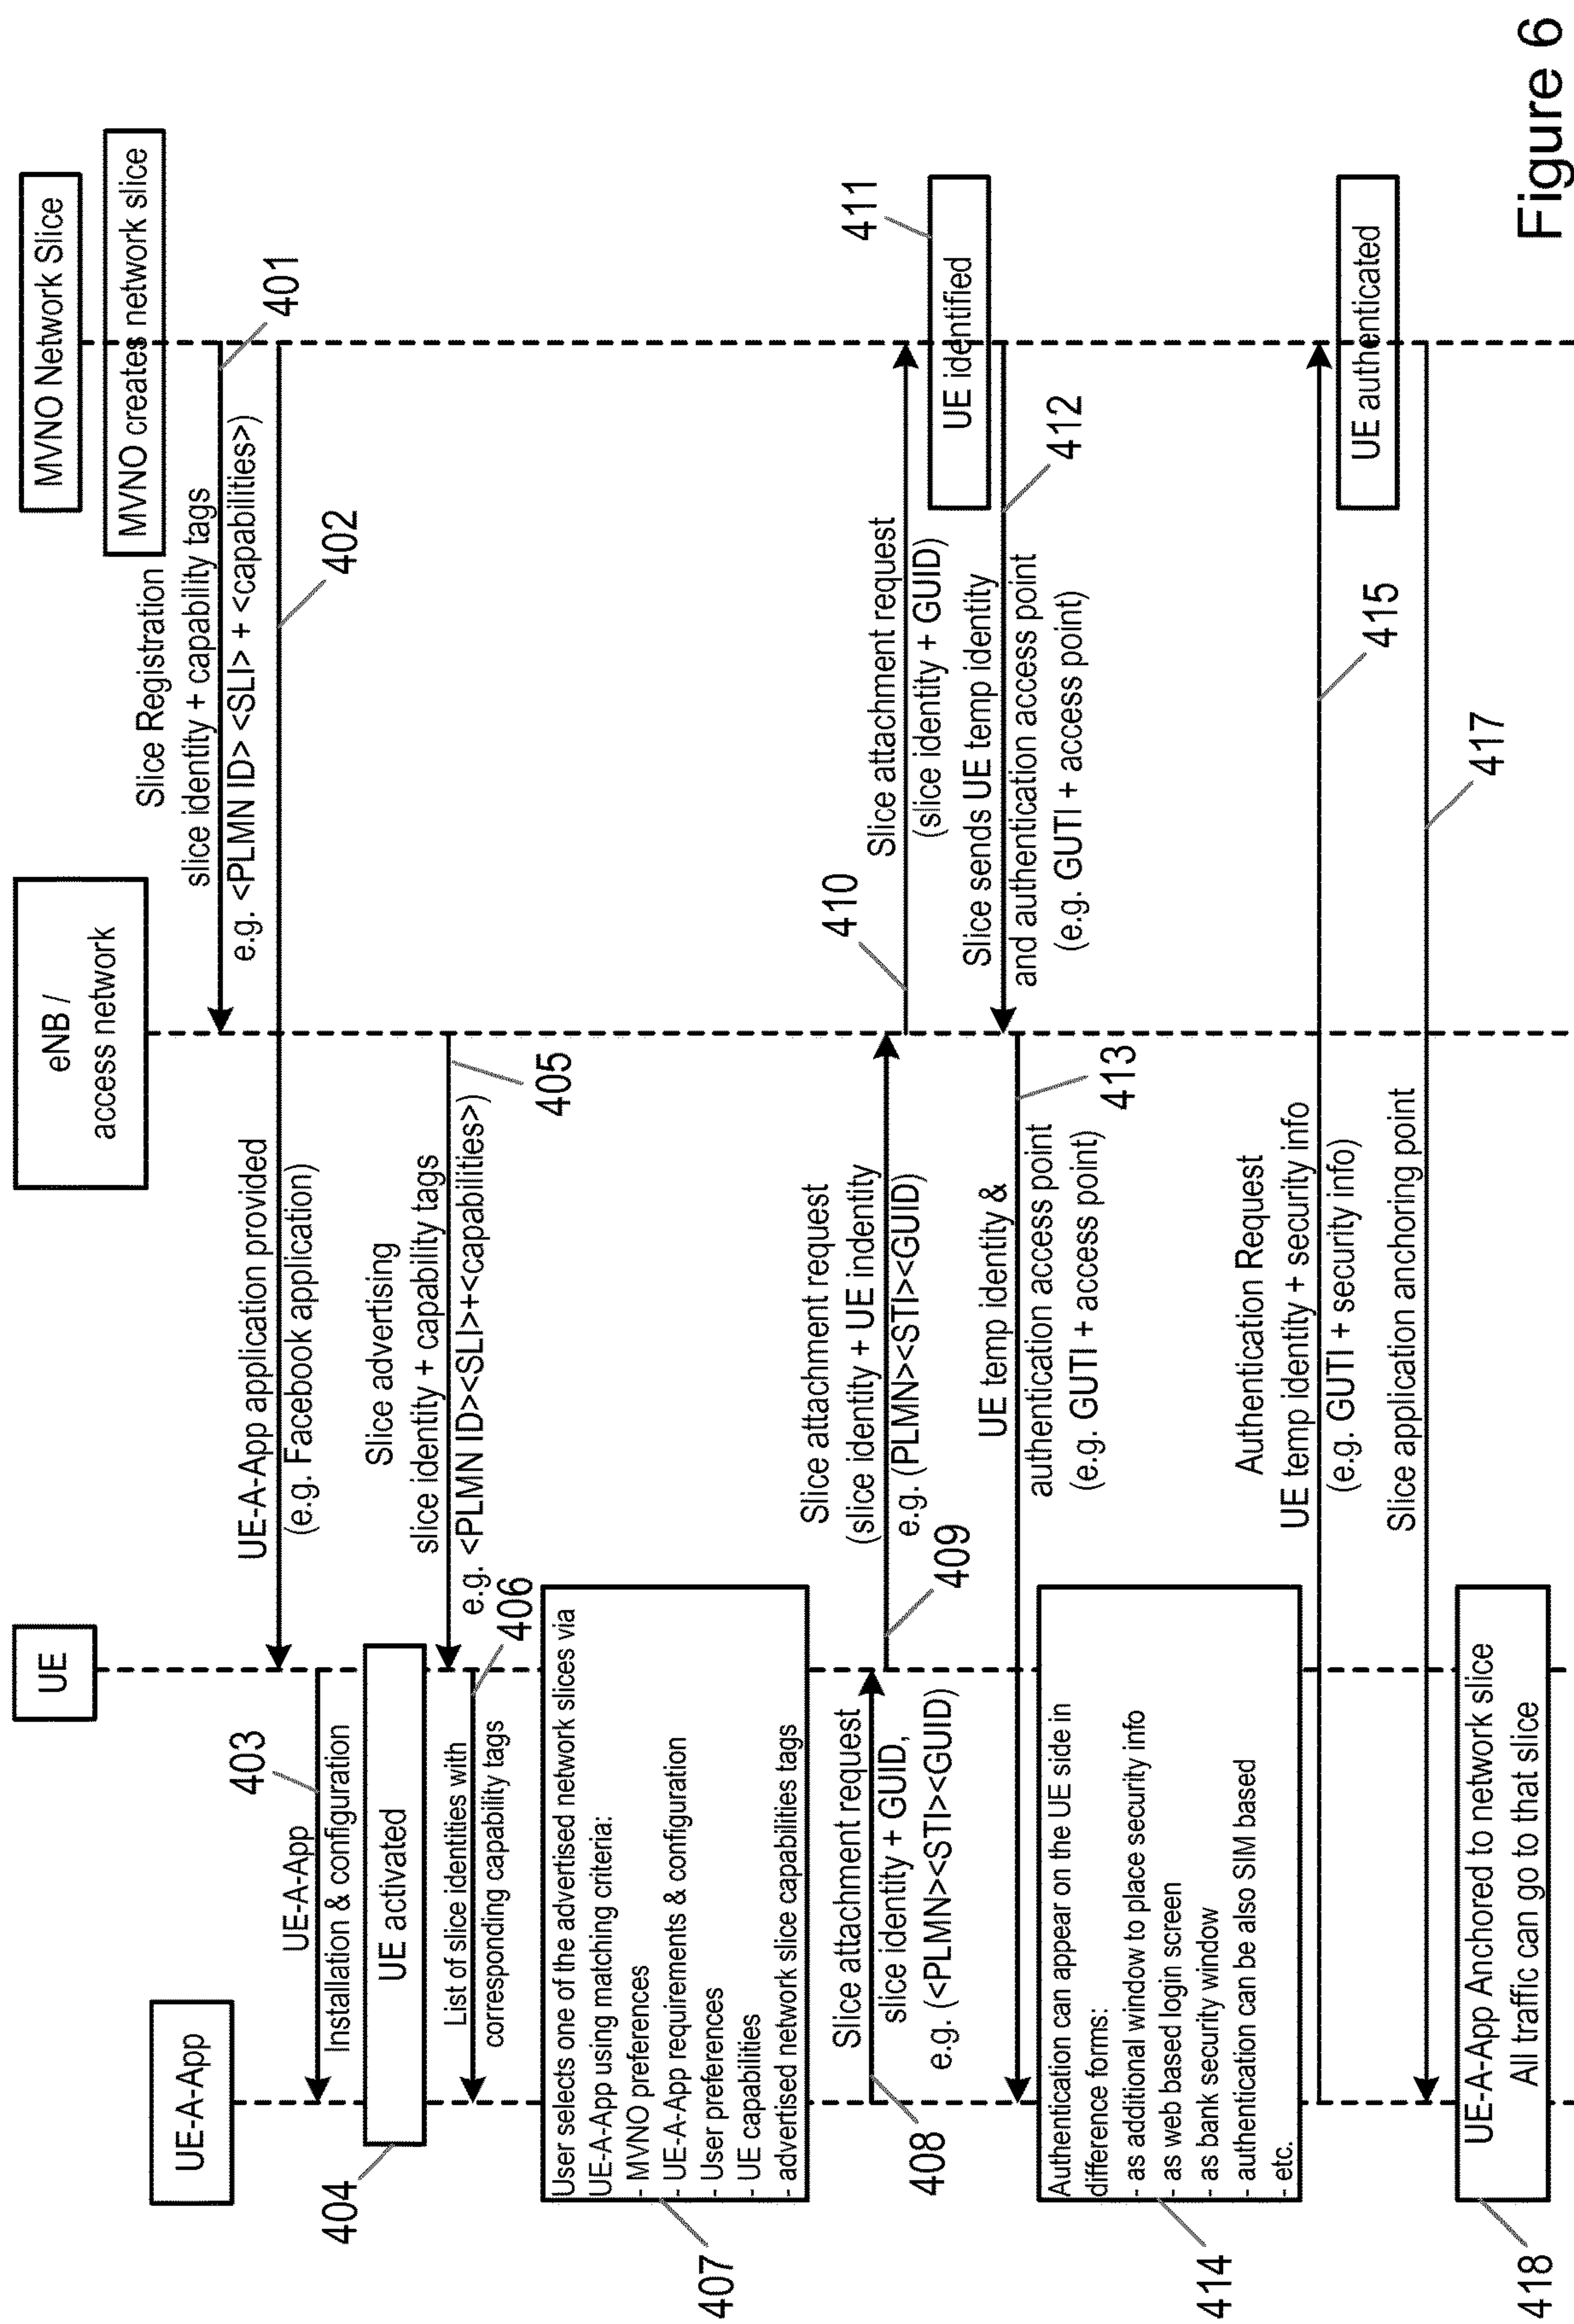 UE-A-App
UE
eNB /
access network
MVNO Network Slice
MVNO creates network slice
Slice Registration
slice identity + capability tags
e.g. <PLMN ID> <SLI> + <capabilities>)
401
UE-A-App application provided
(e.g. Facebook application)
402
403
UE-A-App
Installation & configuration
UE activated
404
Slice advertising
slice identity + capability tags
e.g. <PLMN ID><SLI>+<capabilities>)
405
List of slice identities with
corresponding capability tags
406
User selects one of the advertised network slices via
UE-A-App using matching criteria:
- MVNO preferences
- UE-A-App requirements & configuration
- User preferences
- UE capabilities
- advertised network slice capabilities tags
407
Slice attachment request
slice identity + GUID,
e.g. (<PLMN><STI><GUID)
408
Slice attachment request
(slice identity + UE indentity
e.g. (PLMN><STI><GUID)
409
410
Slice attachment request
(slice identity + GUID)
411
UE identified
Slice sends UE temp identity
and authentication access point
(e.g. GUTI + access point)
412
UE temp identity &
authentication access point
(e.g. GUTI + access point)
413
Authentication can appear on the UE side in
difference forms:
- as additional window to place security info
- as web based login screen
- as bank security window
- authentication can be also SIM based
- etc.
414
Authentication Request
UE temp identity + security info
(e.g. GUTI + security info)
415
UE authenticated
Slice application anchoring point
417
UE-A-App Anchored to network slice
All traffic can go to that slice
418
Figure 6